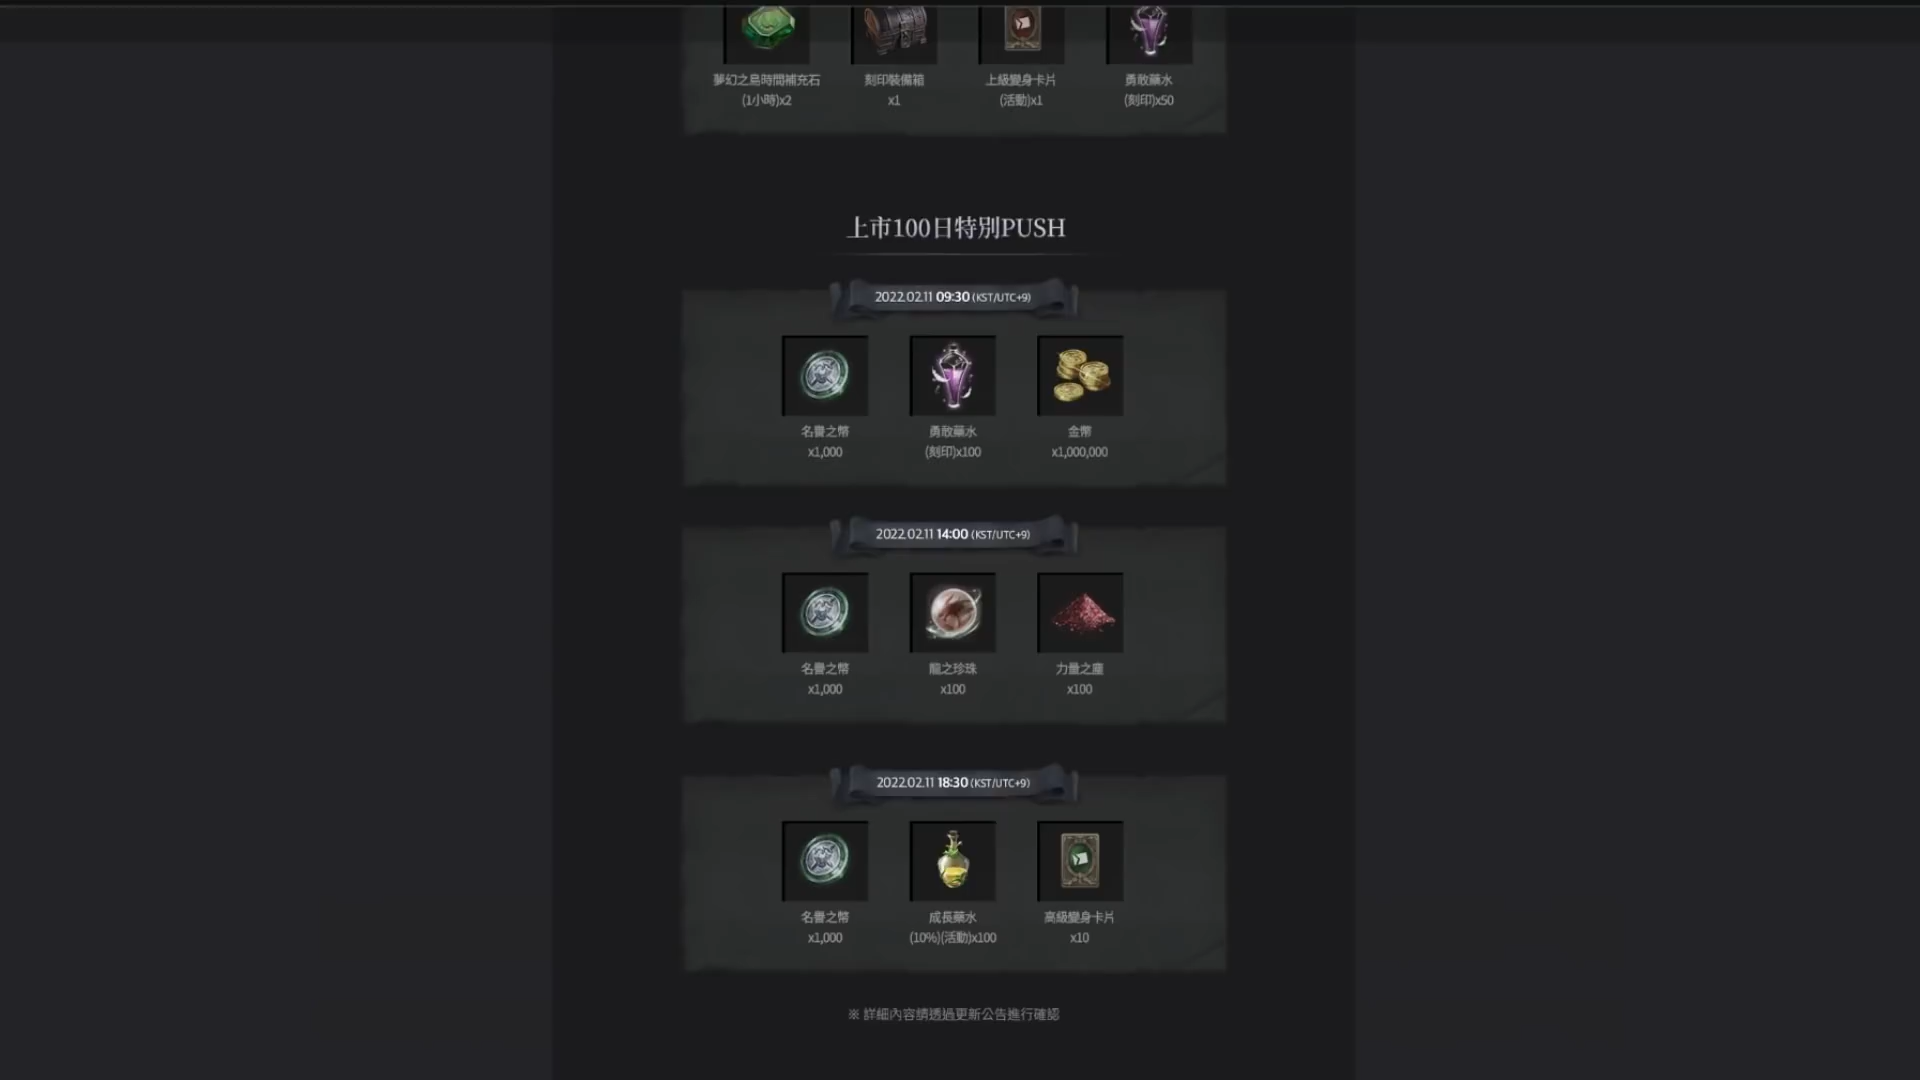 夢幻之島時間補充石
(1小時)x2
刻印裝備箱
x1
上級變身卡片
(活動)x1
勇敢藥水
(刻印)x50
上市100日特別PUSH
2022.02.11 09:30 (KST/UTC+9)
名譽之幣
x1,000
勇敢藥水
(刻印)x100
金幣
x1,000,000
2022.02.11 14:00 (KST/UTC+9)
名譽之幣
x1,000
龍之珍珠
x100
力量之塵
x100
2022.02.11 18:30 (KST/UTC+9)
名譽之幣
x1,000
成長藥水
(10%)(活動)x100
高級變身卡片
x10
※ 詳細內容請透過更新公告進行確認